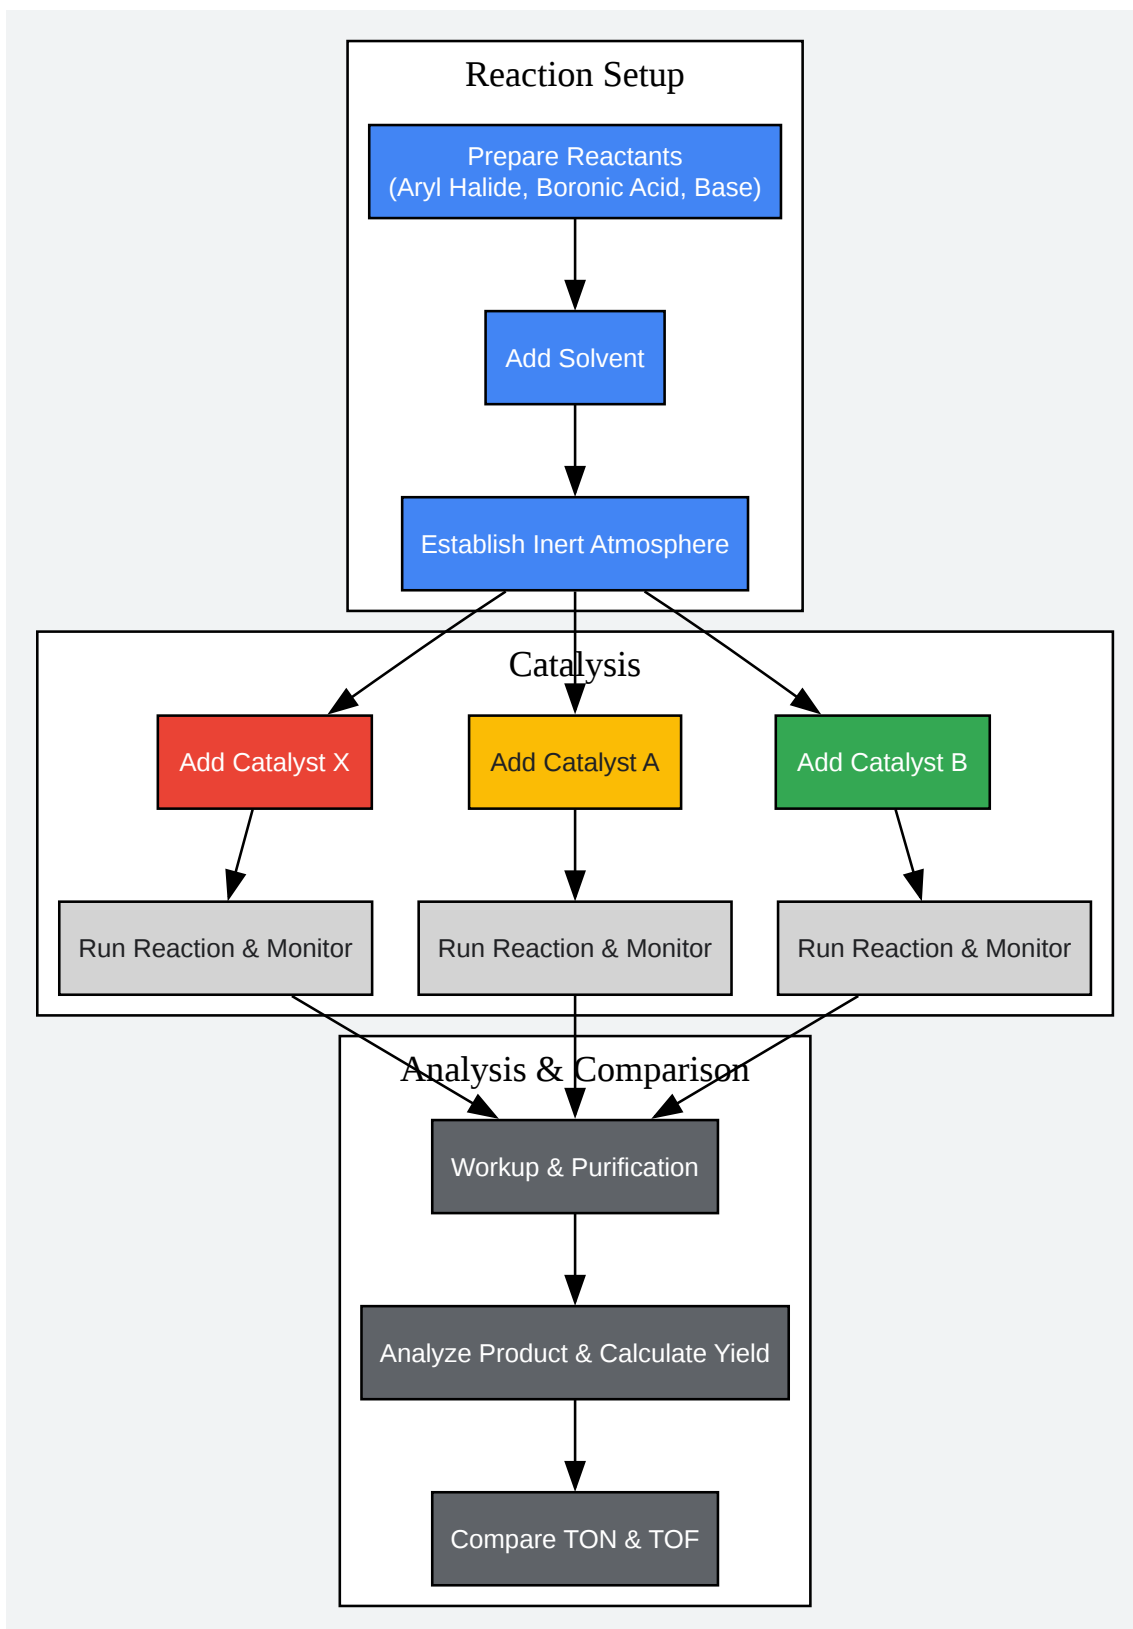 Reaction Setup
Prepare Reactants
(Aryl Halide, Boronic Acid, Base)
Add Solvent
Establish Inert Atmosphere
Catalysis
Add Catalyst X
Add Catalyst A
Add Catalyst B
Run Reaction & Monitor
Run Reaction & Monitor
Run Reaction & Monitor
Analysis & Comparison
Workup & Purification
Analyze Product & Calculate Yield
Compare TON & TOF